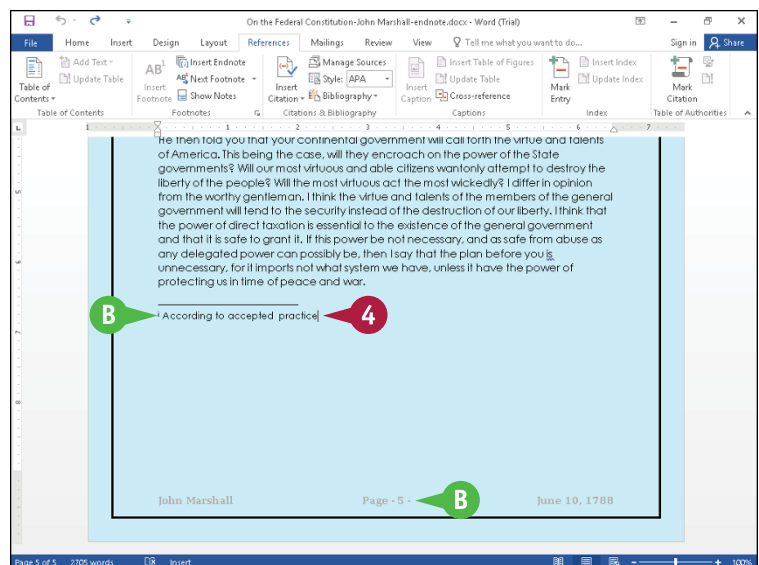 On the Federal Constitution-John Marshall-endnote.docx - Word (Trial)
File Home Insert Design Layout References Mailings Review View Tell me what you want to do... Sign in Share
Table of Contents
Add Text
Update Table
AB1
Insert Footnote
Insert Endnote
AB1 Next Footnote
Show Notes
Insert Citation
Manage Sources
Style: APA
Bibliography
Insert Caption
Insert Table of Figures
Update Table
Cross-reference
Mark Entry
Insert Index
Update Index
Mark Citation
Table of Contents Footnotes Citations & Bibliography Captions Index Table of Authorities
1 1 2 3 4 5 6 7
He then told you that your continental government will call forth the virtue and talents
of America. This being the case, will they encroach on the power of the State
governments? Will our most virtuous and able citizens wantonly attempt to destroy the
liberty of the people? Will the most virtuous act the most wickedly? I differ in opinion
from the worthy gentleman. I think the virtue and talents of the members of the general
government will tend to the security instead of the destruction of our liberty. I think that
the power of direct taxation is essential to the existence of the general government
and that it is safe to grant it. If this power be not necessary, and as safe from abuse as
any delegated power can possibly be, then I say that the plan before you is
unnecessary, for it imports not what system we have, unless it have the power of
protecting us in time of peace and war.
B i According to accepted practice 4
John Marshall Page - 5 - B June 10, 1788
Page 5 of 5 2705 words Insert 100%